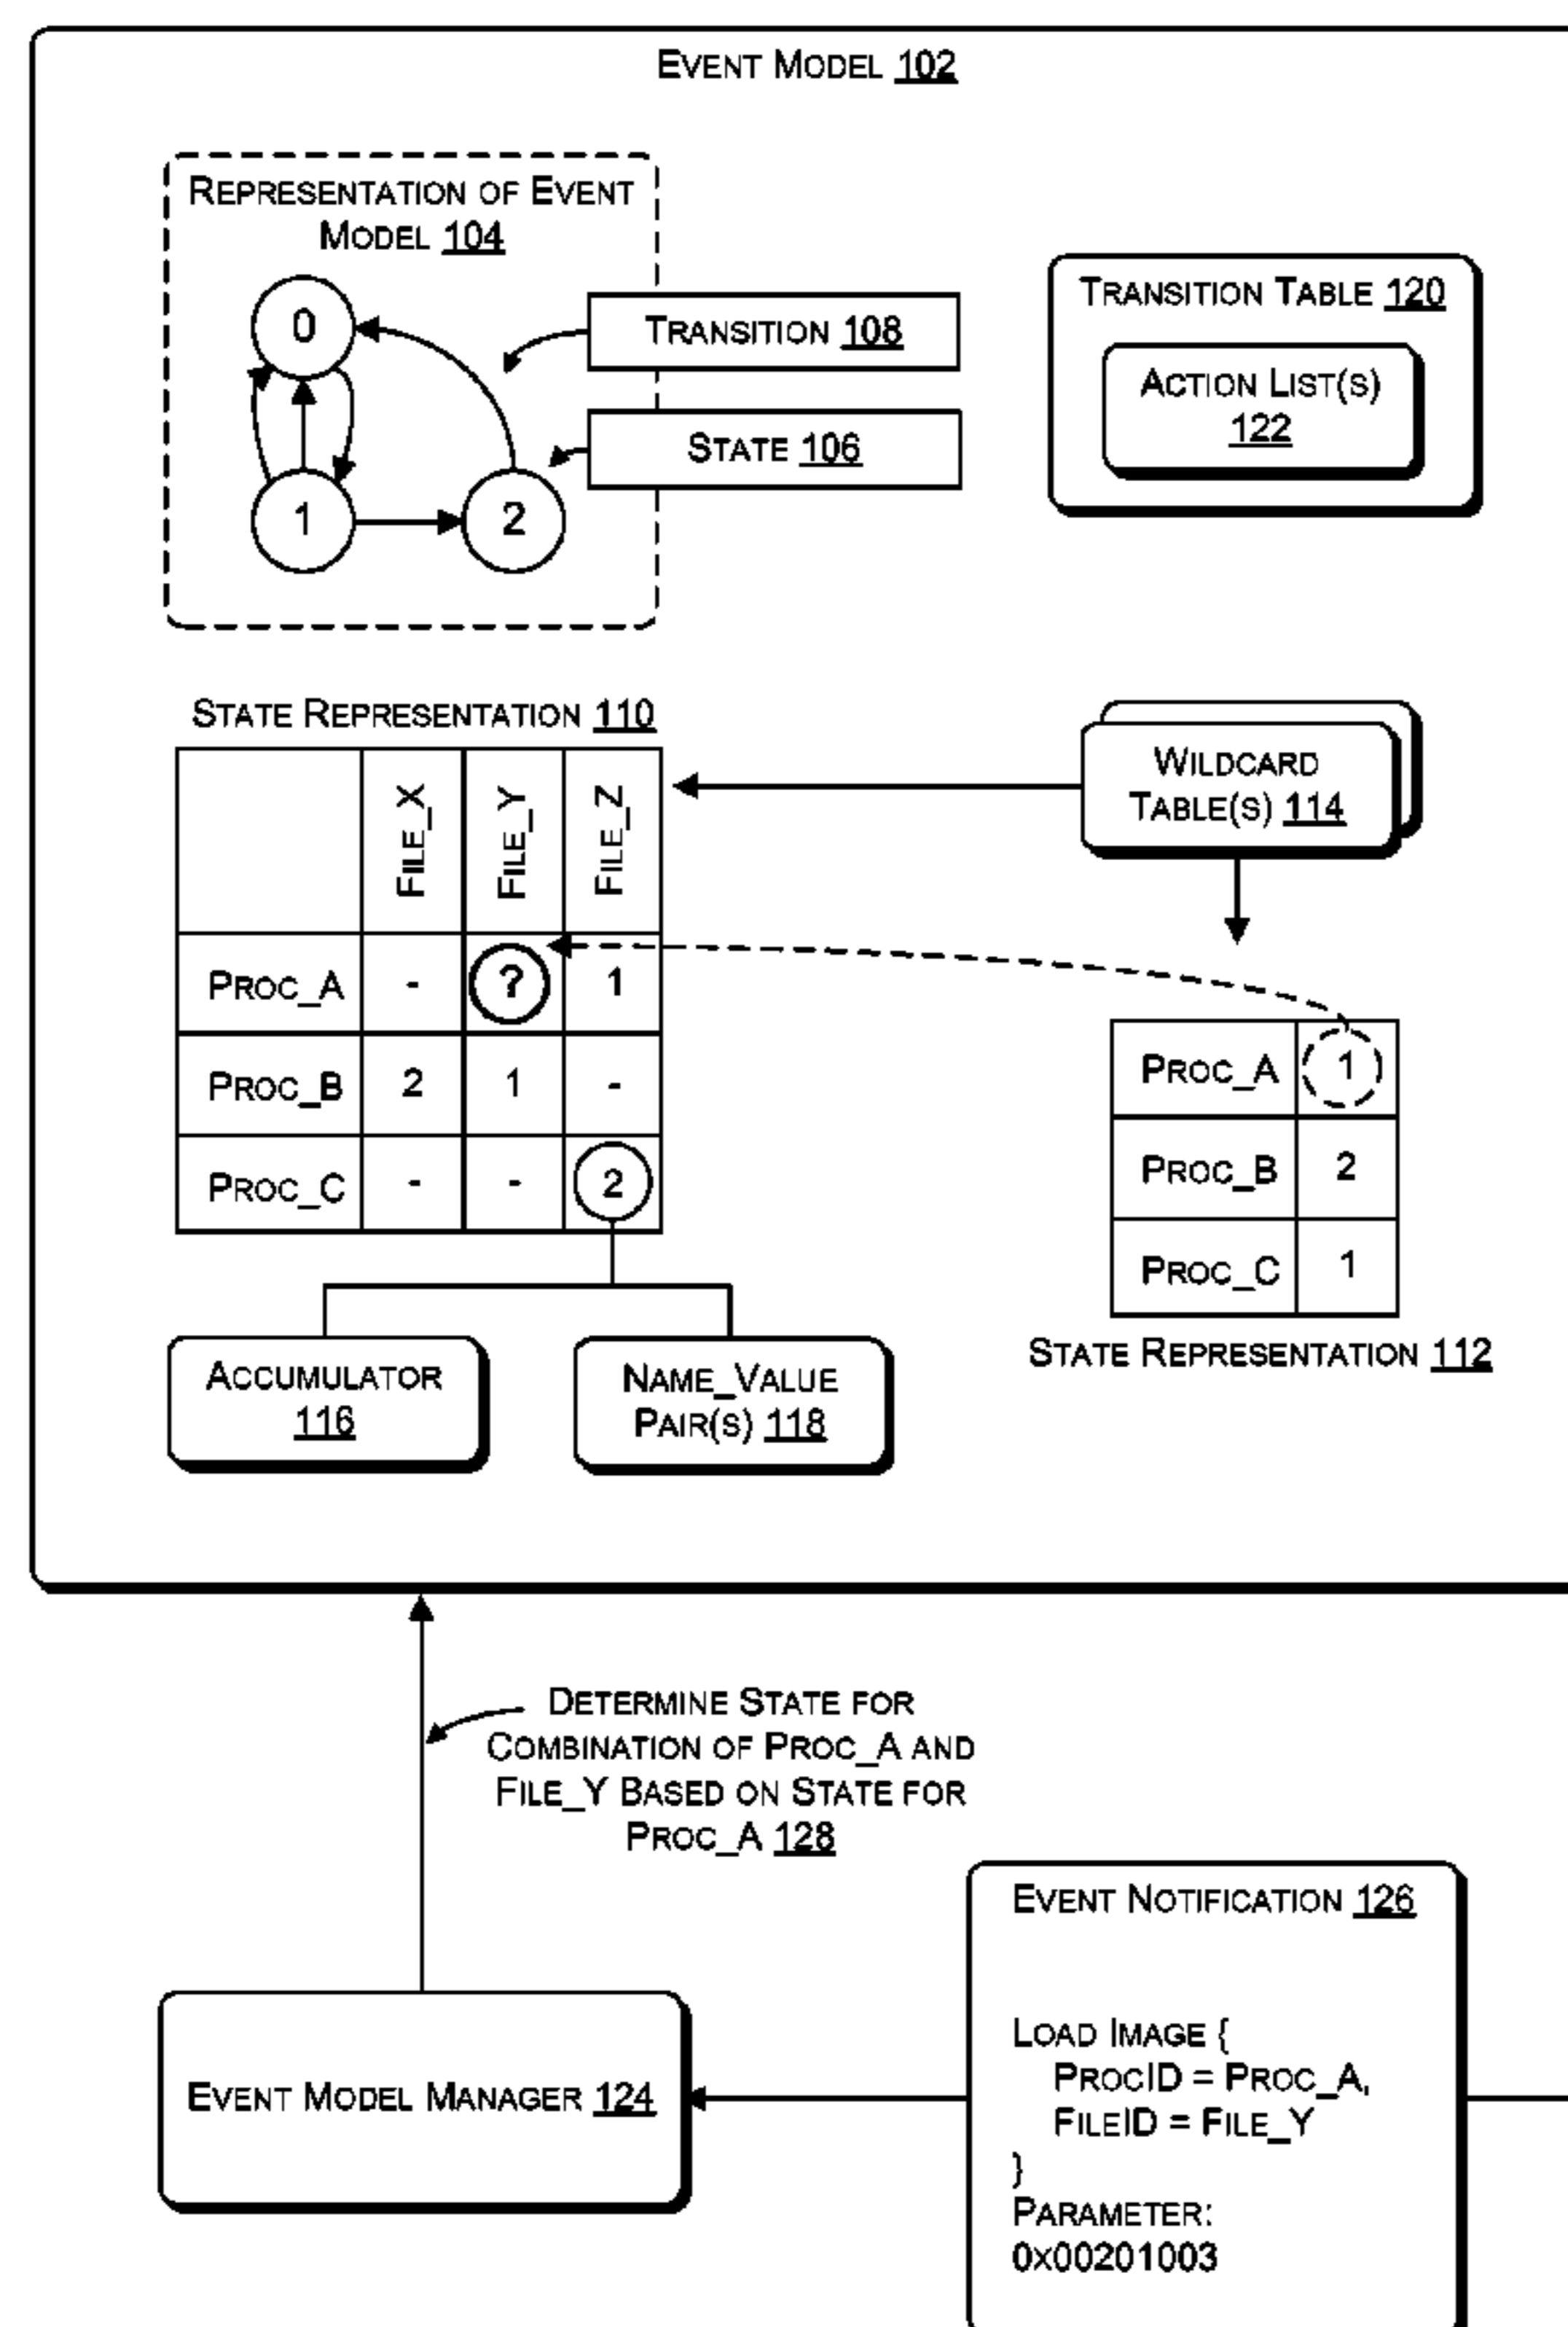 EVENT MODEL 102
REPRESENTATION OF EVENT
MODEL 104
0
1
2
TRANSITION 108
STATE 106
TRANSITION TABLE 120
ACTION LIST(S)
122
STATE REPRESENTATION 110
FILE_X
FILE_Y
FILE_Z
PROC_A - ? 1
PROC_B 2 1 -
PROC_C - - 2
WILDCARD
TABLE(S) 114
PROC_A 1
PROC_B 2
PROC_C 1
STATE REPRESENTATION 112
ACCUMULATOR
116
NAME_VALUE
PAIR(S) 118
DETERMINE STATE FOR
COMBINATION OF PROC_A AND
FILE_Y BASED ON STATE FOR
PROC_A 128
EVENT MODEL MANAGER 124
EVENT NOTIFICATION 126
LOAD IMAGE {
PROCID = PROC_A,
FILEID = FILE_Y
}
PARAMETER:
0X00201003